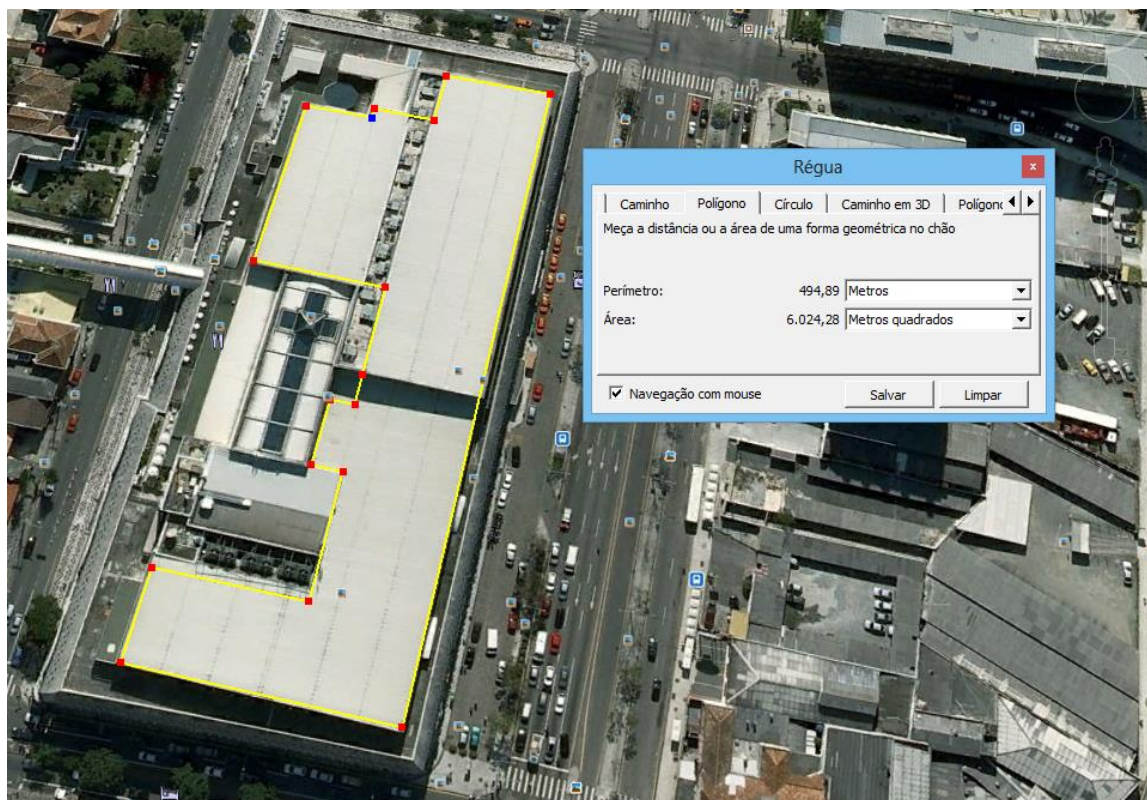 Régua
x
Caminho Polígono Círculo Caminho em 3D Polígono
Meça a distância ou a área de uma forma geométrica no chão
Perímetro: 494,89 Metros
Área: 6.024,28 Metros quadrados
Navegação com mouse Salvar Limpar